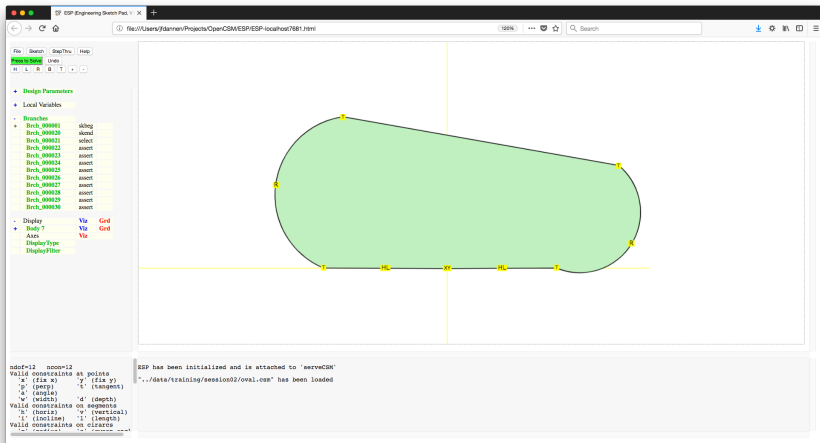 ESP (Engineering Sketch Pad, V
file:///Users/jfdannen/Projects/OpenCSM/ESP/ESP-localhost7681.html
120%
Search
File Sketch StepThru Help
Press to Solve Undo
H L R B T + -
+ Design Parameters
+ Local Variables
- Branches
+ Brch_000001 skbeg
Brch_000020 skend
Brch_000021 select
Brch_000022 assert
Brch_000023 assert
Brch_000024 assert
Brch_000025 assert
Brch_000026 assert
Brch_000027 assert
Brch_000028 assert
Brch_000029 assert
Brch_000030 assert
- Display Viz Grd
+ Body 7 Viz Grd
Axes Viz
DisplayType
DisplayFilter
T
T
R
R
T HL XY HL T
ndof=12 ncon=12
Valid constraints at points
'x' (fix x) 'y' (fix y)
'p' (perp) 't' (tangent)
'a' (angle)
'w' (width) 'd' (depth)
Valid constraints on segments
'h' (horiz) 'v' (vertical)
'i' (incline) 'l' (length)
Valid constraints on cirarcs
ESP has been initialized and is attached to 'serveCSM'
"../data/training/session02/oval.csm" has been loaded